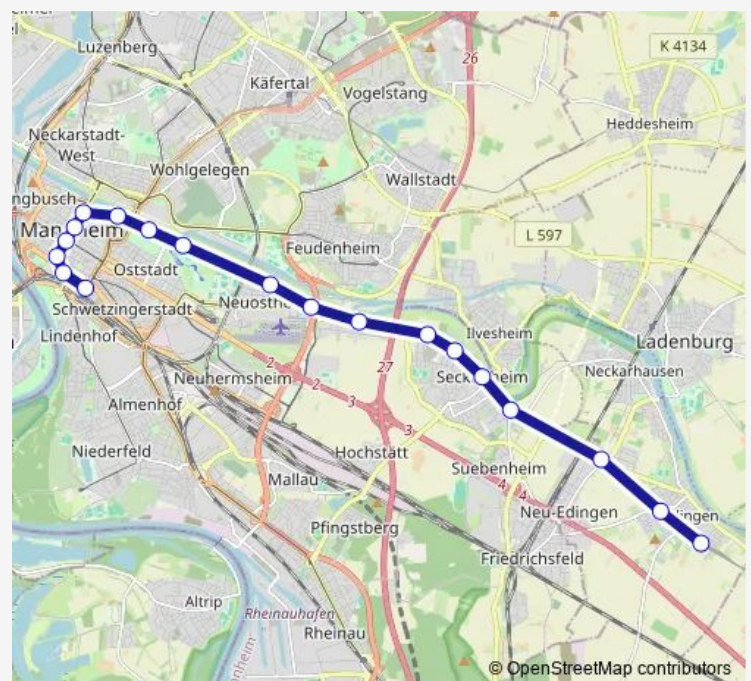 Luzenberg
K 4134
26
Käfertal
Vogelstang
Heddesheim
Neckarstadt-
West
Wohlgelegen
Wallstadt
ngbusch
L 597
Feudenheim
Oststadt
Neuosth
Schwetzingerstadt
Lindenhof
Ilvesheim
Ladenburg
27
2
Neckarhausen
Neuhermsheim
2
3
Almenhof
3
Niederfeld
Hochstätt
Suebenheim
Mallau
4
4
Neu-Edingen
Pfingstberg
Friedrichsfeld
Altrip
Rheinauhafen
Rheinau
© OpenStreetMap contributors